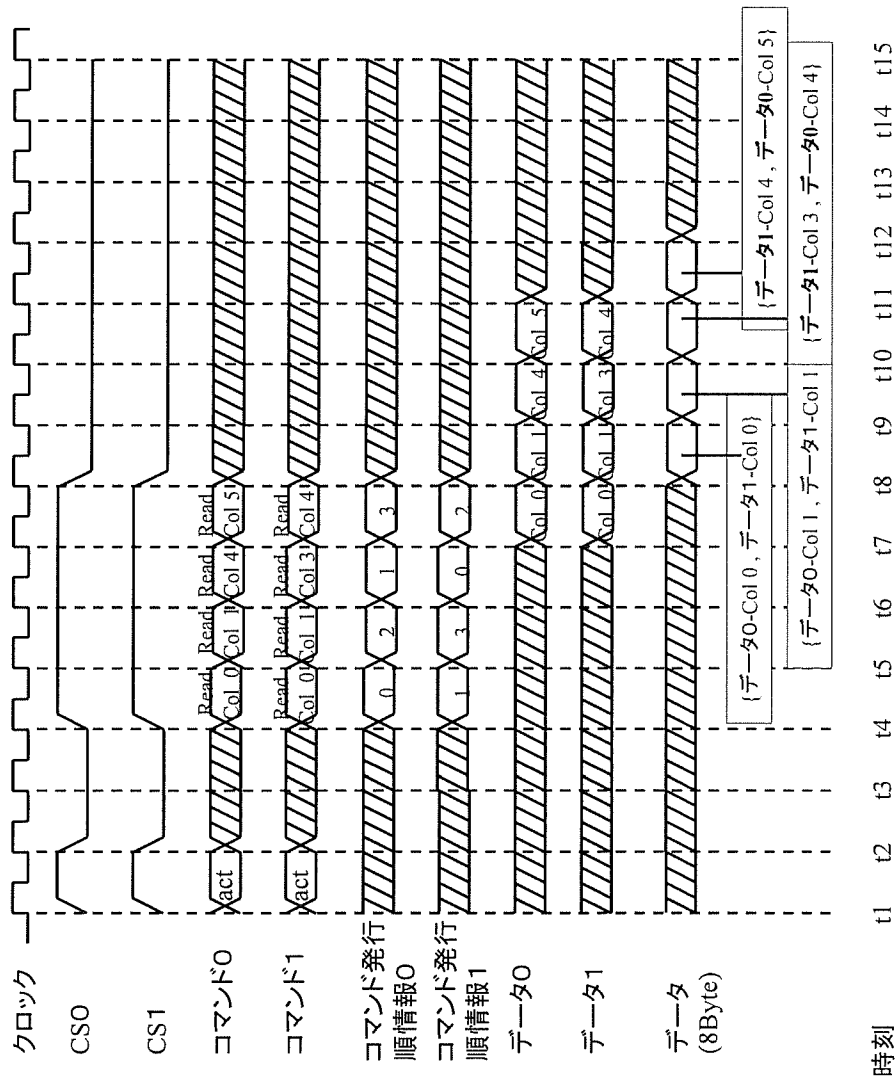 クロック
CS0
CS1
コマンド0
act
Read
Col 0
Read
Col 1
Read
Col 4
Read
Col 5
コマンド1
act
Read
Col 0
Read
Col 1
Read
Col 3
Read
Col 4
コマンド発行
順情報0
0
2
1
3
コマンド発行
順情報1
1
3
0
2
データ0
Col 0
Col 1
Col 4
Col 5
データ1
Col 0
Col 1
Col 3
Col 4
データ
(8Byte)
{データ0-Col 0 , データ1-Col 0}
{データ1-Col 4 , データ0-Col 5}
{データ0-Col 1 , データ1-Col 1
{データ1-Col 3 , データ0-Col 4}
時刻 t1 t2 t3 t4 t5 t6 t7 t8 t9 t10 t11 t12 t13 t14 t15